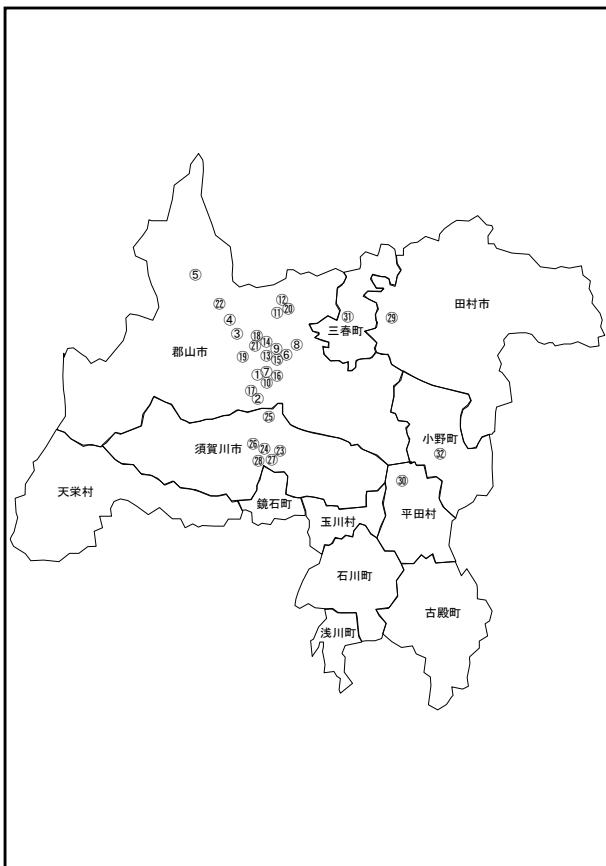 ⑤
㉒
⑫
⑪ ⑳
④
③
⑱
⑭
㉑ ⑨
⑧
⑲ ⑬ ⑮ ⑥
郡山市
三春町
㉛
㉙
田村市
① ⑦ ⑯
⑩
⑰
②
㉕
須賀川市
㉖ ㉔ ㉓
㉘ ㉗
小野町
㉜
天栄村
鏡石町
㉚
玉川村
平田村
石川町
古殿町
浅川町